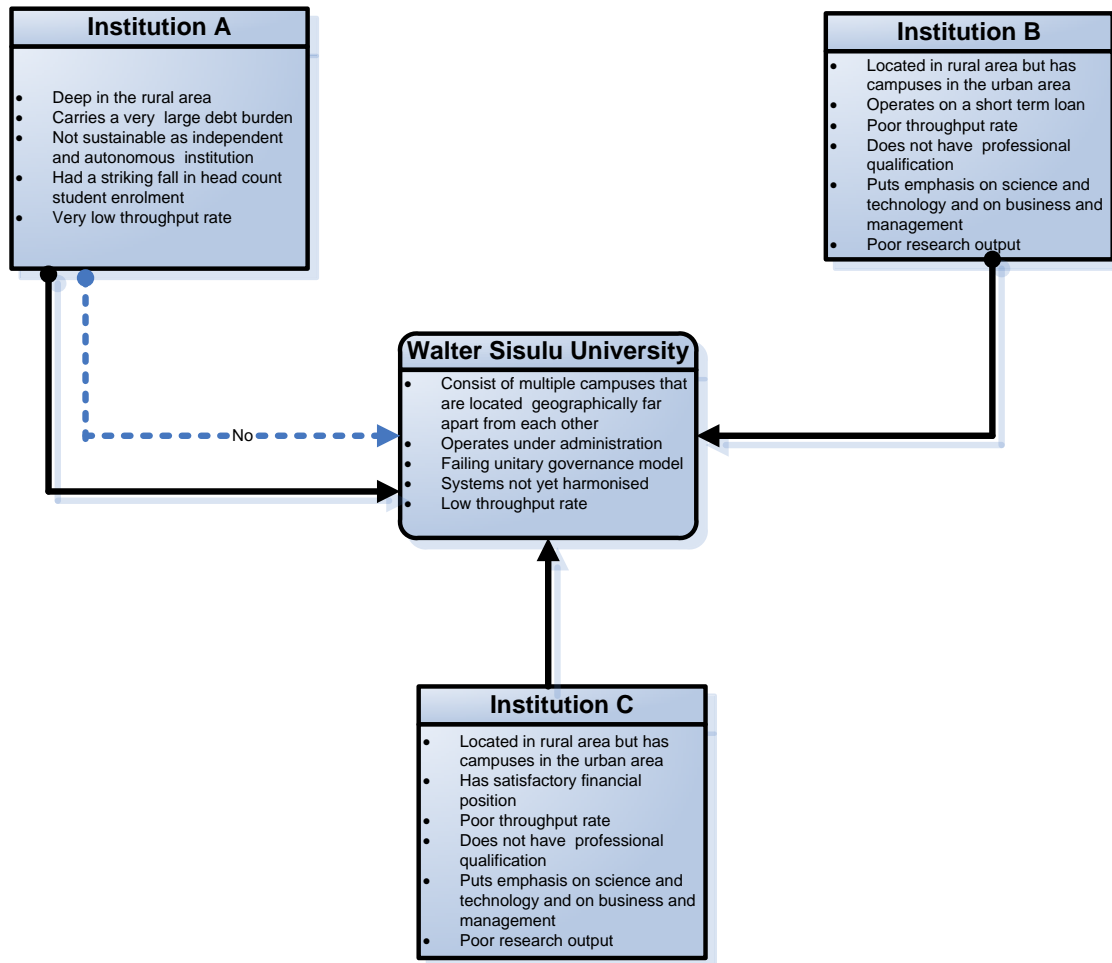 Institution A
• Deep in the rural area
• Carries a very large debt burden
• Not sustainable as independent
and autonomous institution
• Had a striking fall in head count
student enrolment
• Very low throughput rate
Institution B
• Located in rural area but has
campuses in the urban area
• Operates on a short term loan
• Poor throughput rate
• Does not have professional
qualification
• Puts emphasis on science and
technology and on business and
management
• Poor research output
No
Walter Sisulu University
• Consist of multiple campuses that
are located geographically far
apart from each other
• Operates under administration
• Failing unitary governance model
• Systems not yet harmonised
• Low throughput rate
Institution C
• Located in rural area but has
campuses in the urban area
• Has satisfactory financial
position
• Poor throughput rate
• Does not have professional
qualification
• Puts emphasis on science and
technology and on business and
management
• Poor research output